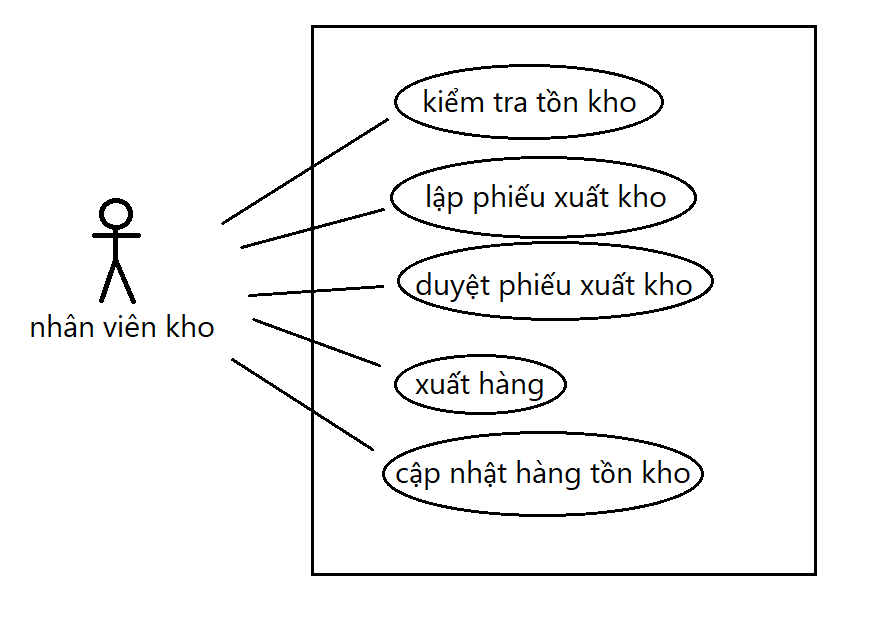 kiểm tra tồn kho
lập phiếu xuất kho
duyệt phiếu xuất kho
nhân viên kho
xuất hàng
cập nhật hàng tồn kho